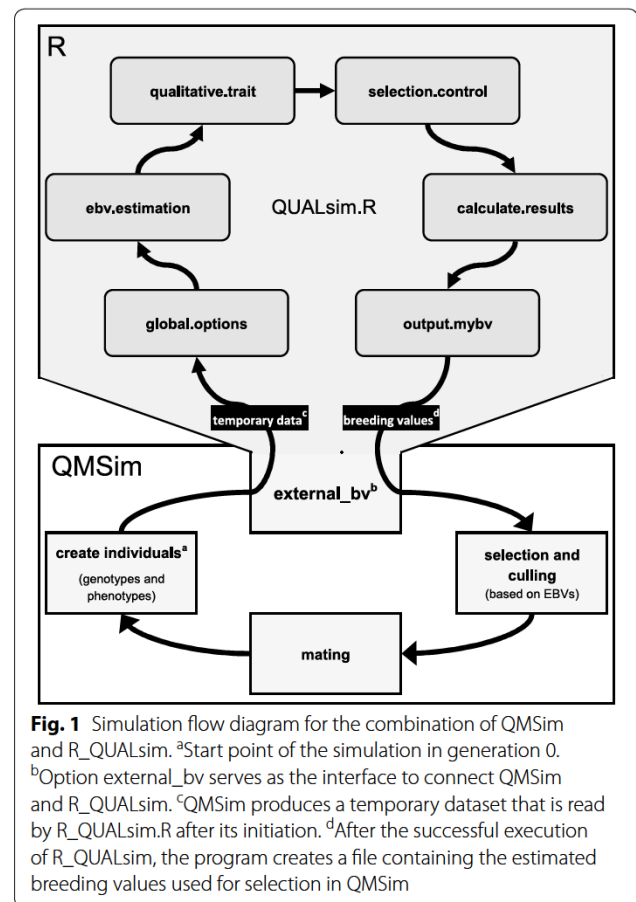 R
qualitative.trait
selection.control
ebv.estimation
QUALsim.R
calculate.results
global.options
output.mybv
temporary dataᶜ
breeding valuesᵈ
QMSim
external_bvᵇ
create individualsᵃ
(genotypes and
phenotypes)
selection and
culling
(based on EBVs)
mating
Fig. 1 Simulation flow diagram for the combination of QMSim
and R_QUALsim. ᵃStart point of the simulation in generation 0.
ᵇOption external_bv serves as the interface to connect QMSim
and R_QUALsim. ᶜQMSim produces a temporary dataset that is read
by R_QUALsim.R after its initiation. ᵈAfter the successful execution
of R_QUALsim, the program creates a file containing the estimated
breeding values used for selection in QMSim